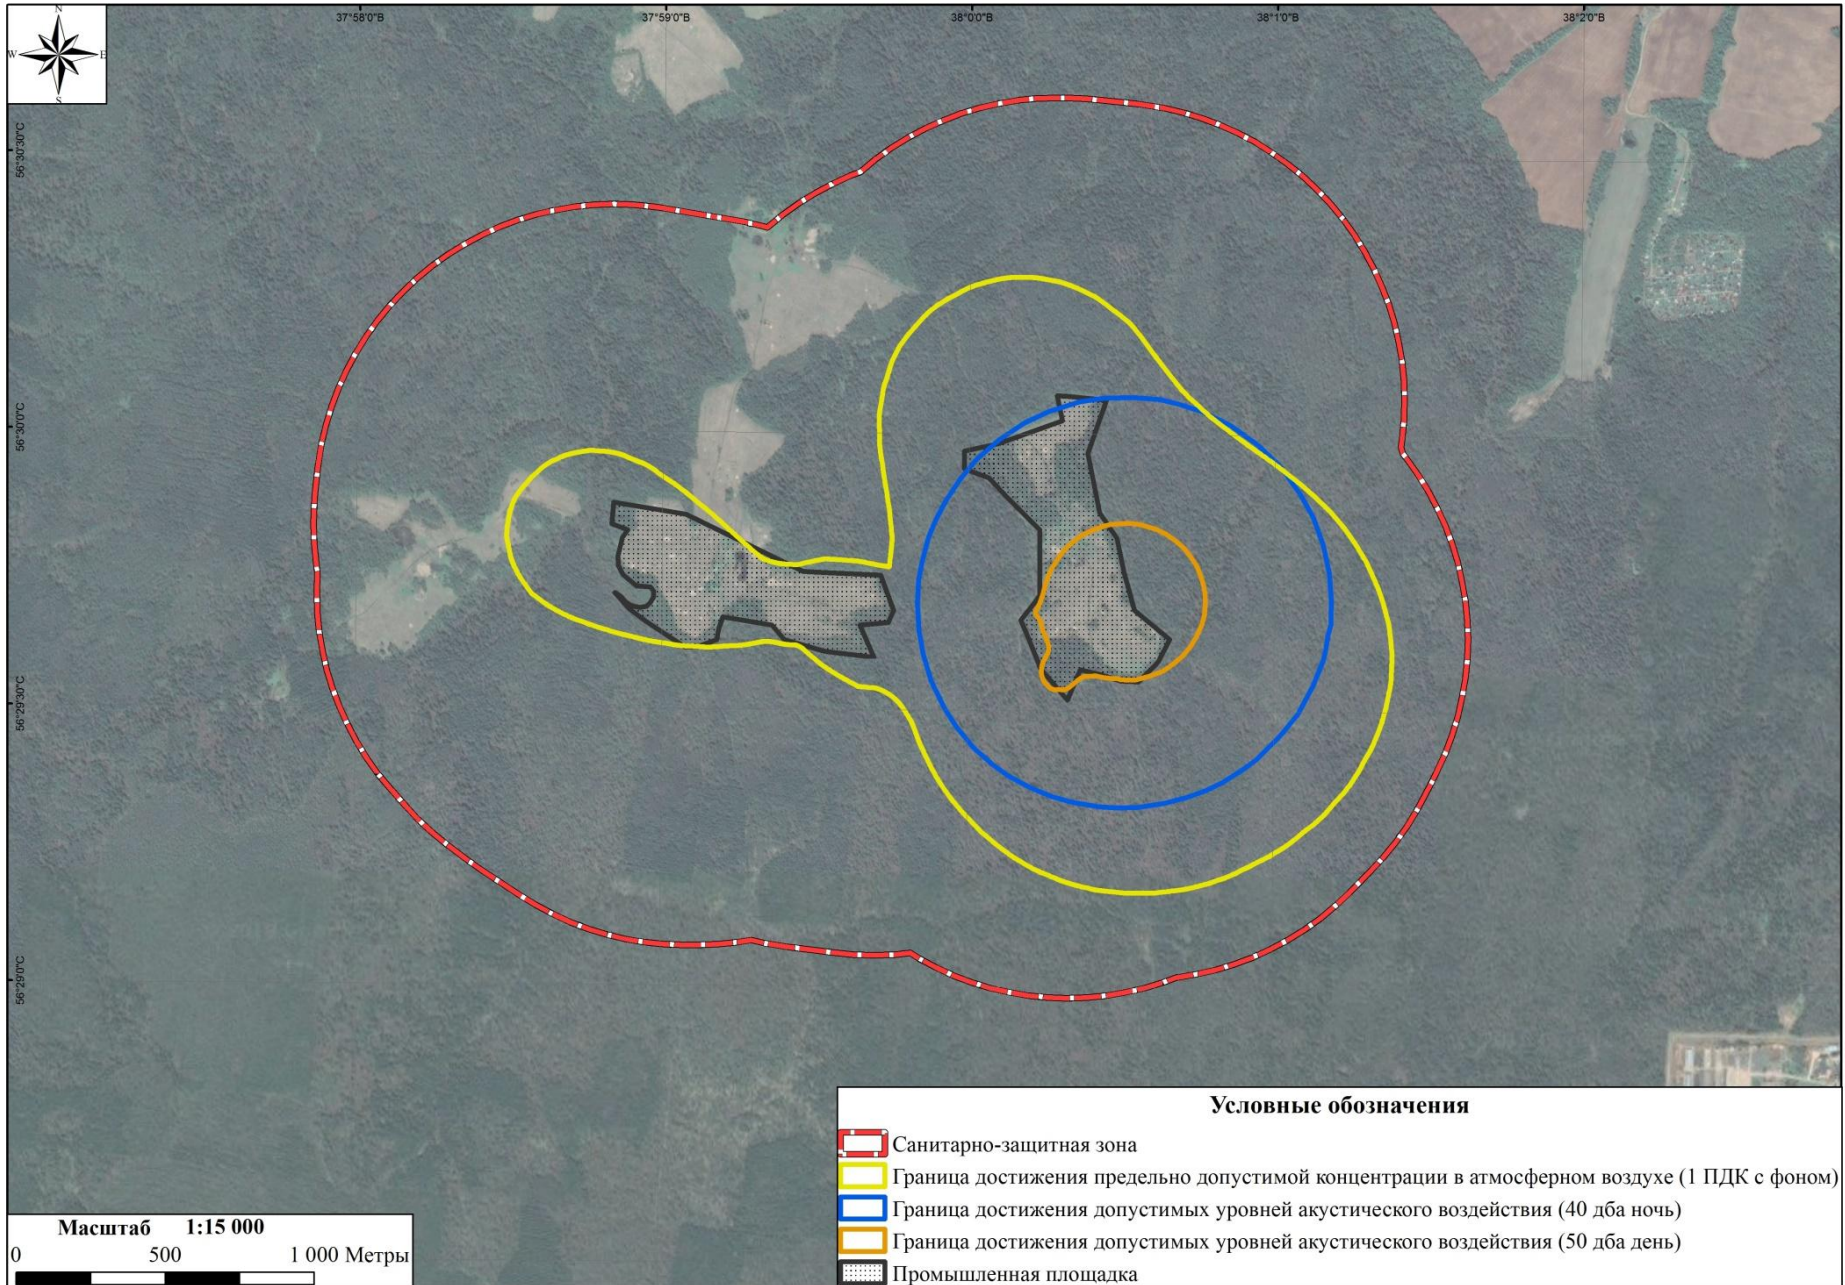 N
W E
S
37°58'0"В 37°59'0"В 38°0'0"В 38°1'0"В 38°2'0"В
56°30'30"С
56°30'0"С
56°29'30"С
56°29'0"С
Условные обозначения
Санитарно-защитная зона
Граница достижения предельно допустимой концентрации в атмосферном воздухе (1 ПДК с фоном)
Граница достижения допустимых уровней акустического воздействия (40 дба ночь)
Граница достижения допустимых уровней акустического воздействия (50 дба день)
Промышленная площадка
Масштаб 1:15 000
0 500 1 000 Метры